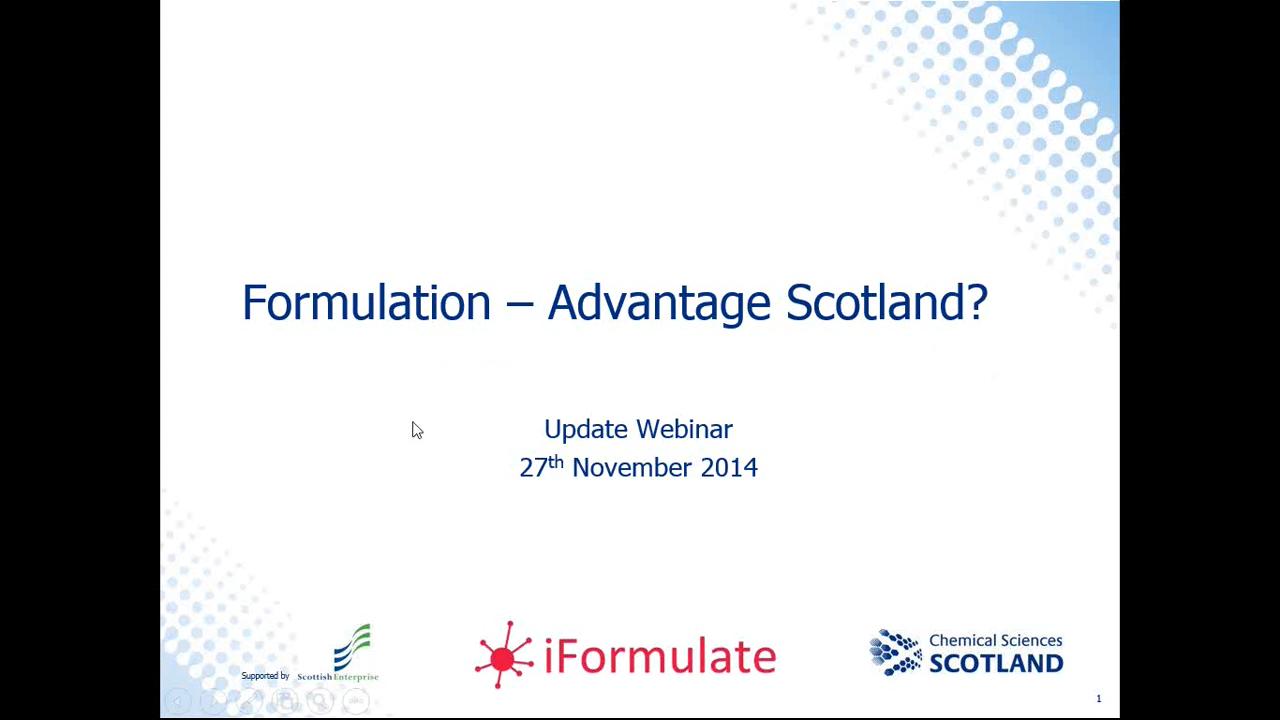 Formulation – Advantage Scotland?
Update Webinar
27th November 2014
Supported by Scottish Enterprise
iFormulate
Chemical Sciences
SCOTLAND
1